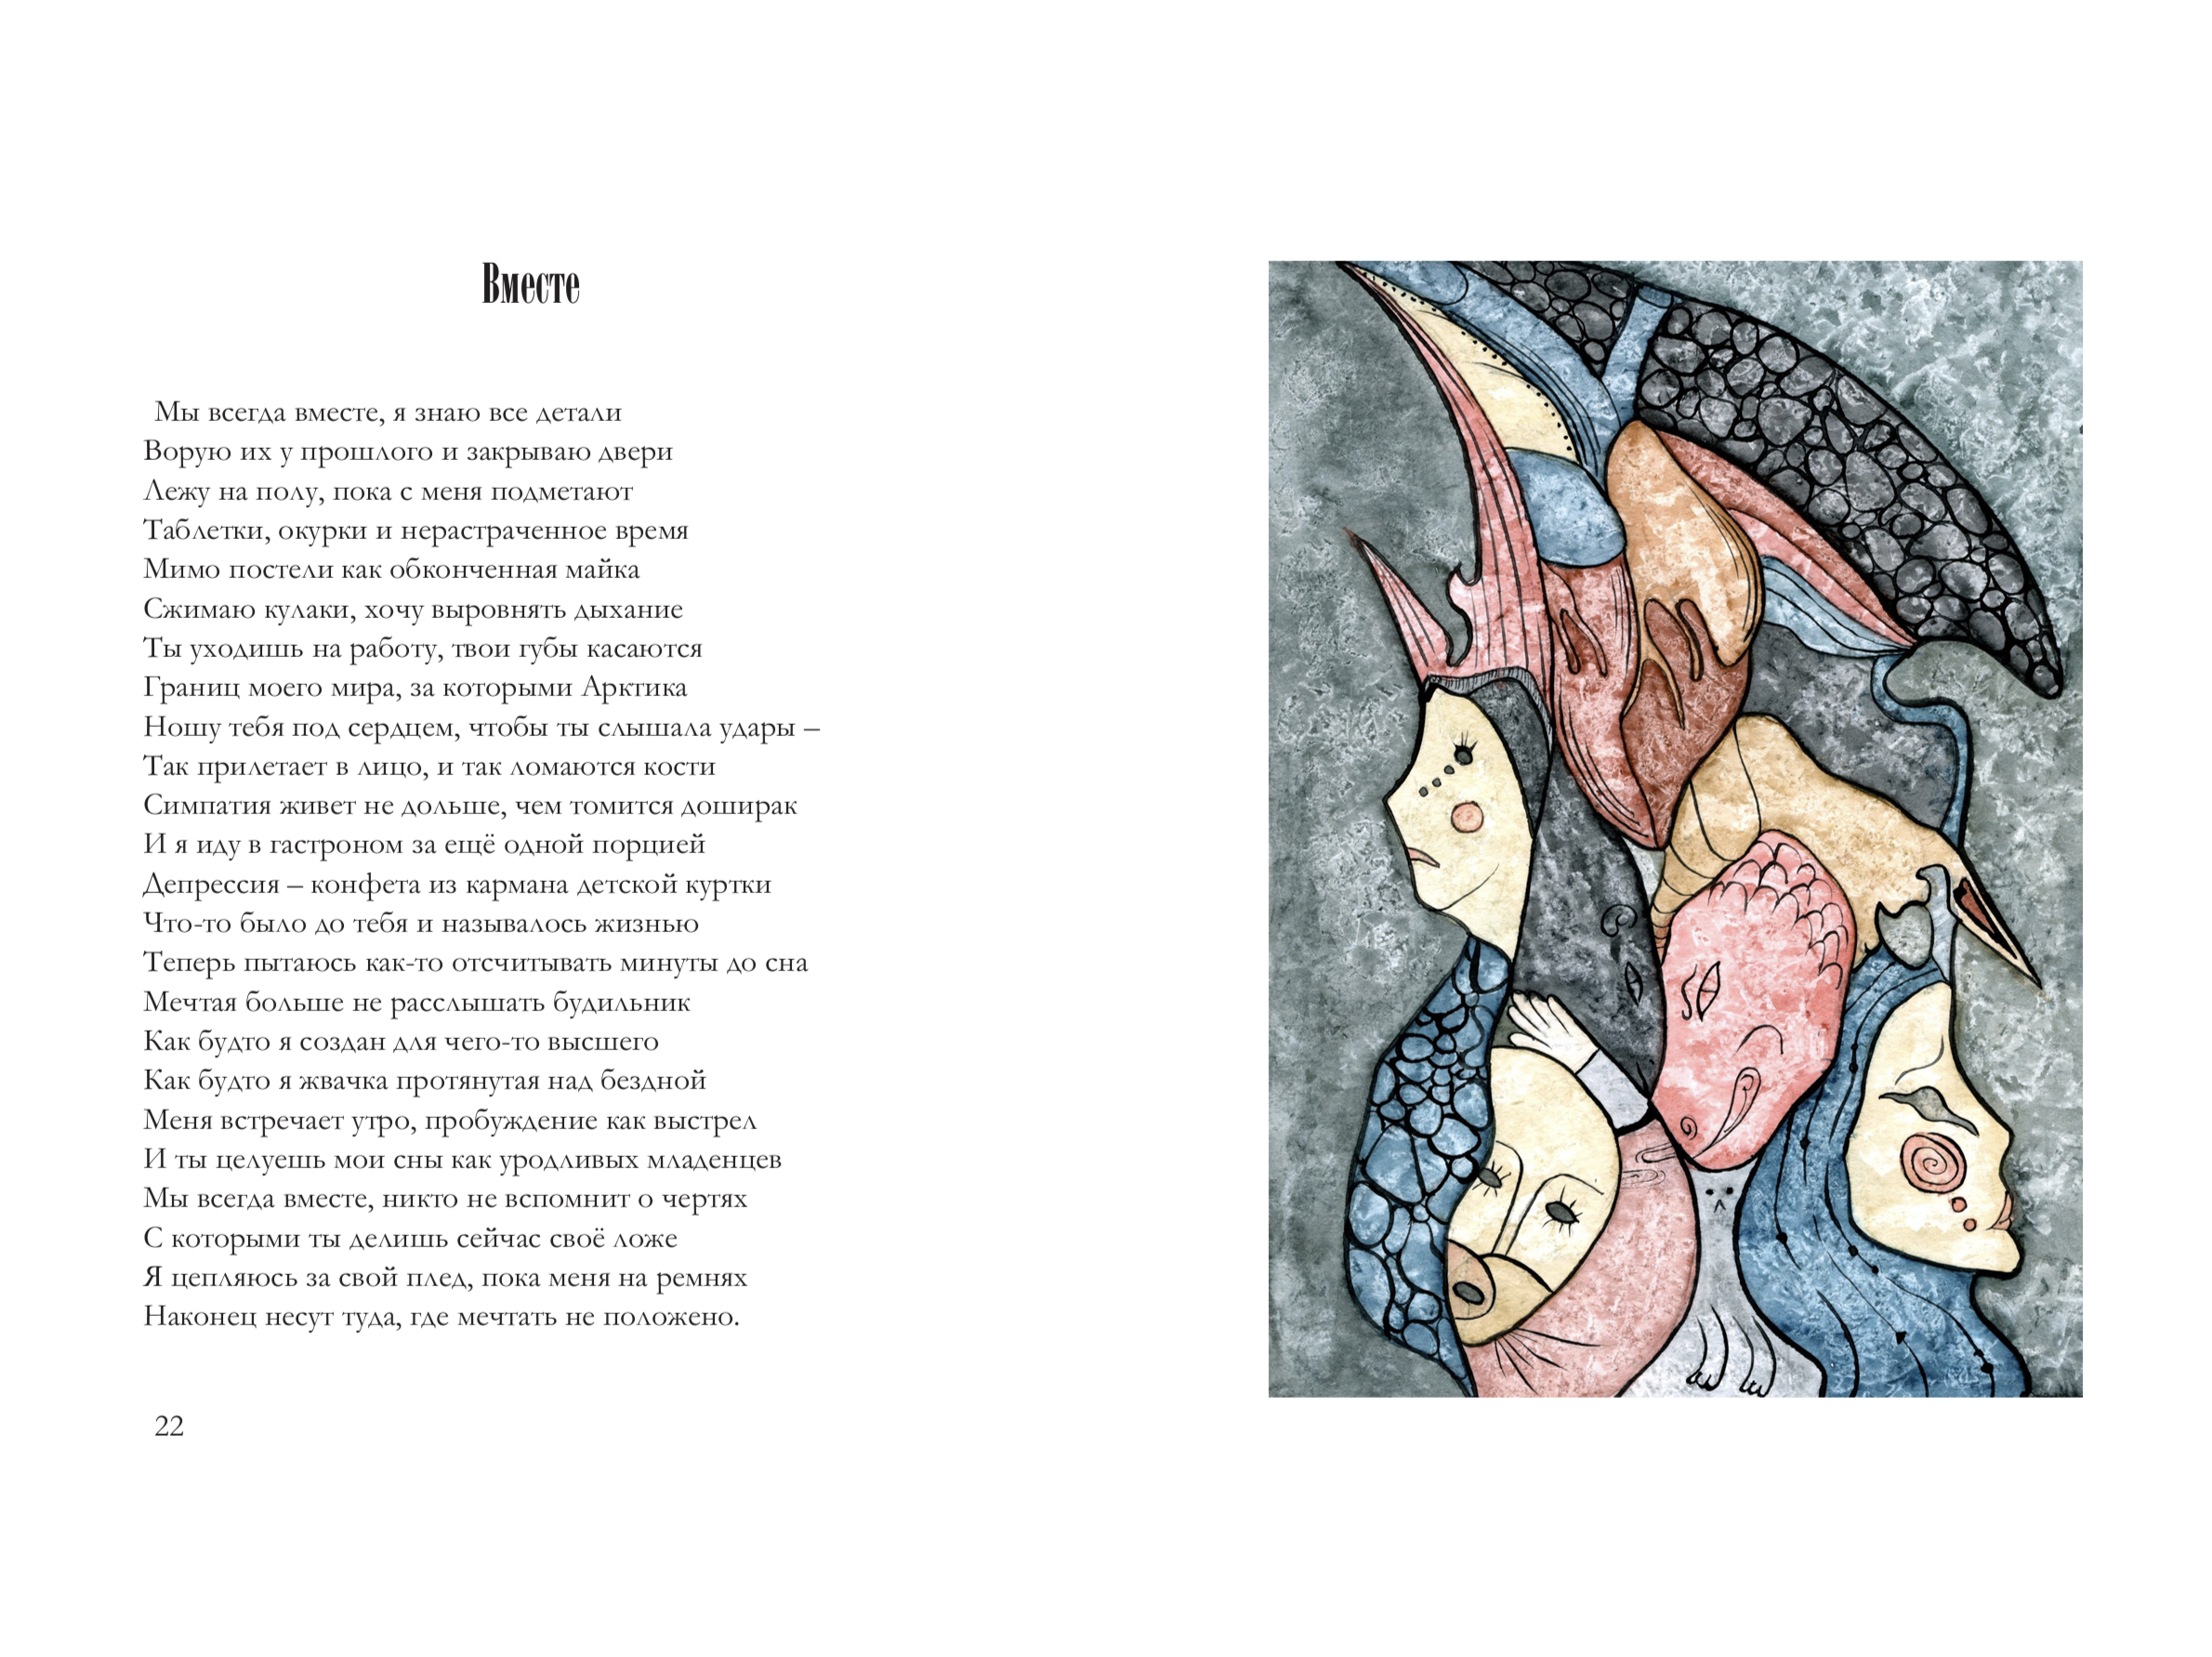 Вместе
Мы всегда вместе, я знаю все детали
Ворую их у прошлого и закрываю двери
Лежу на полу, пока с меня подметают
Таблетки, окурки и нерастраченное время
Мимо постели как обконченная майка
Сжимаю кулаки, хочу выровнять дыхание
Ты уходишь на работу, твои губы касаются
Границ моего мира, за которыми Арктика
Ношу тебя под сердцем, чтобы ты слышала удары –
Так прилетает в лицо, и так ломаются кости
Симпатия живет не дольше, чем томится доширак
И я иду в гастроном за ещё одной порцией
Депрессия – конфета из кармана детской куртки
Что-то было до тебя и называлось жизнью
Теперь пытаюсь как-то отсчитывать минуты до сна
Мечтая больше не расслышать будильник
Как будто я создан для чего-то высшего
Как будто я жвачка протянутая над бездной
Меня встречает утро, пробуждение как выстрел
И ты целуешь мои сны как уродливых младенцев
Мы всегда вместе, никто не вспомнит о чертях
С которыми ты делишь сейчас своё ложе
Я цепляюсь за свой плед, пока меня на ремнях
Наконец несут туда, где мечтать не положено.
22